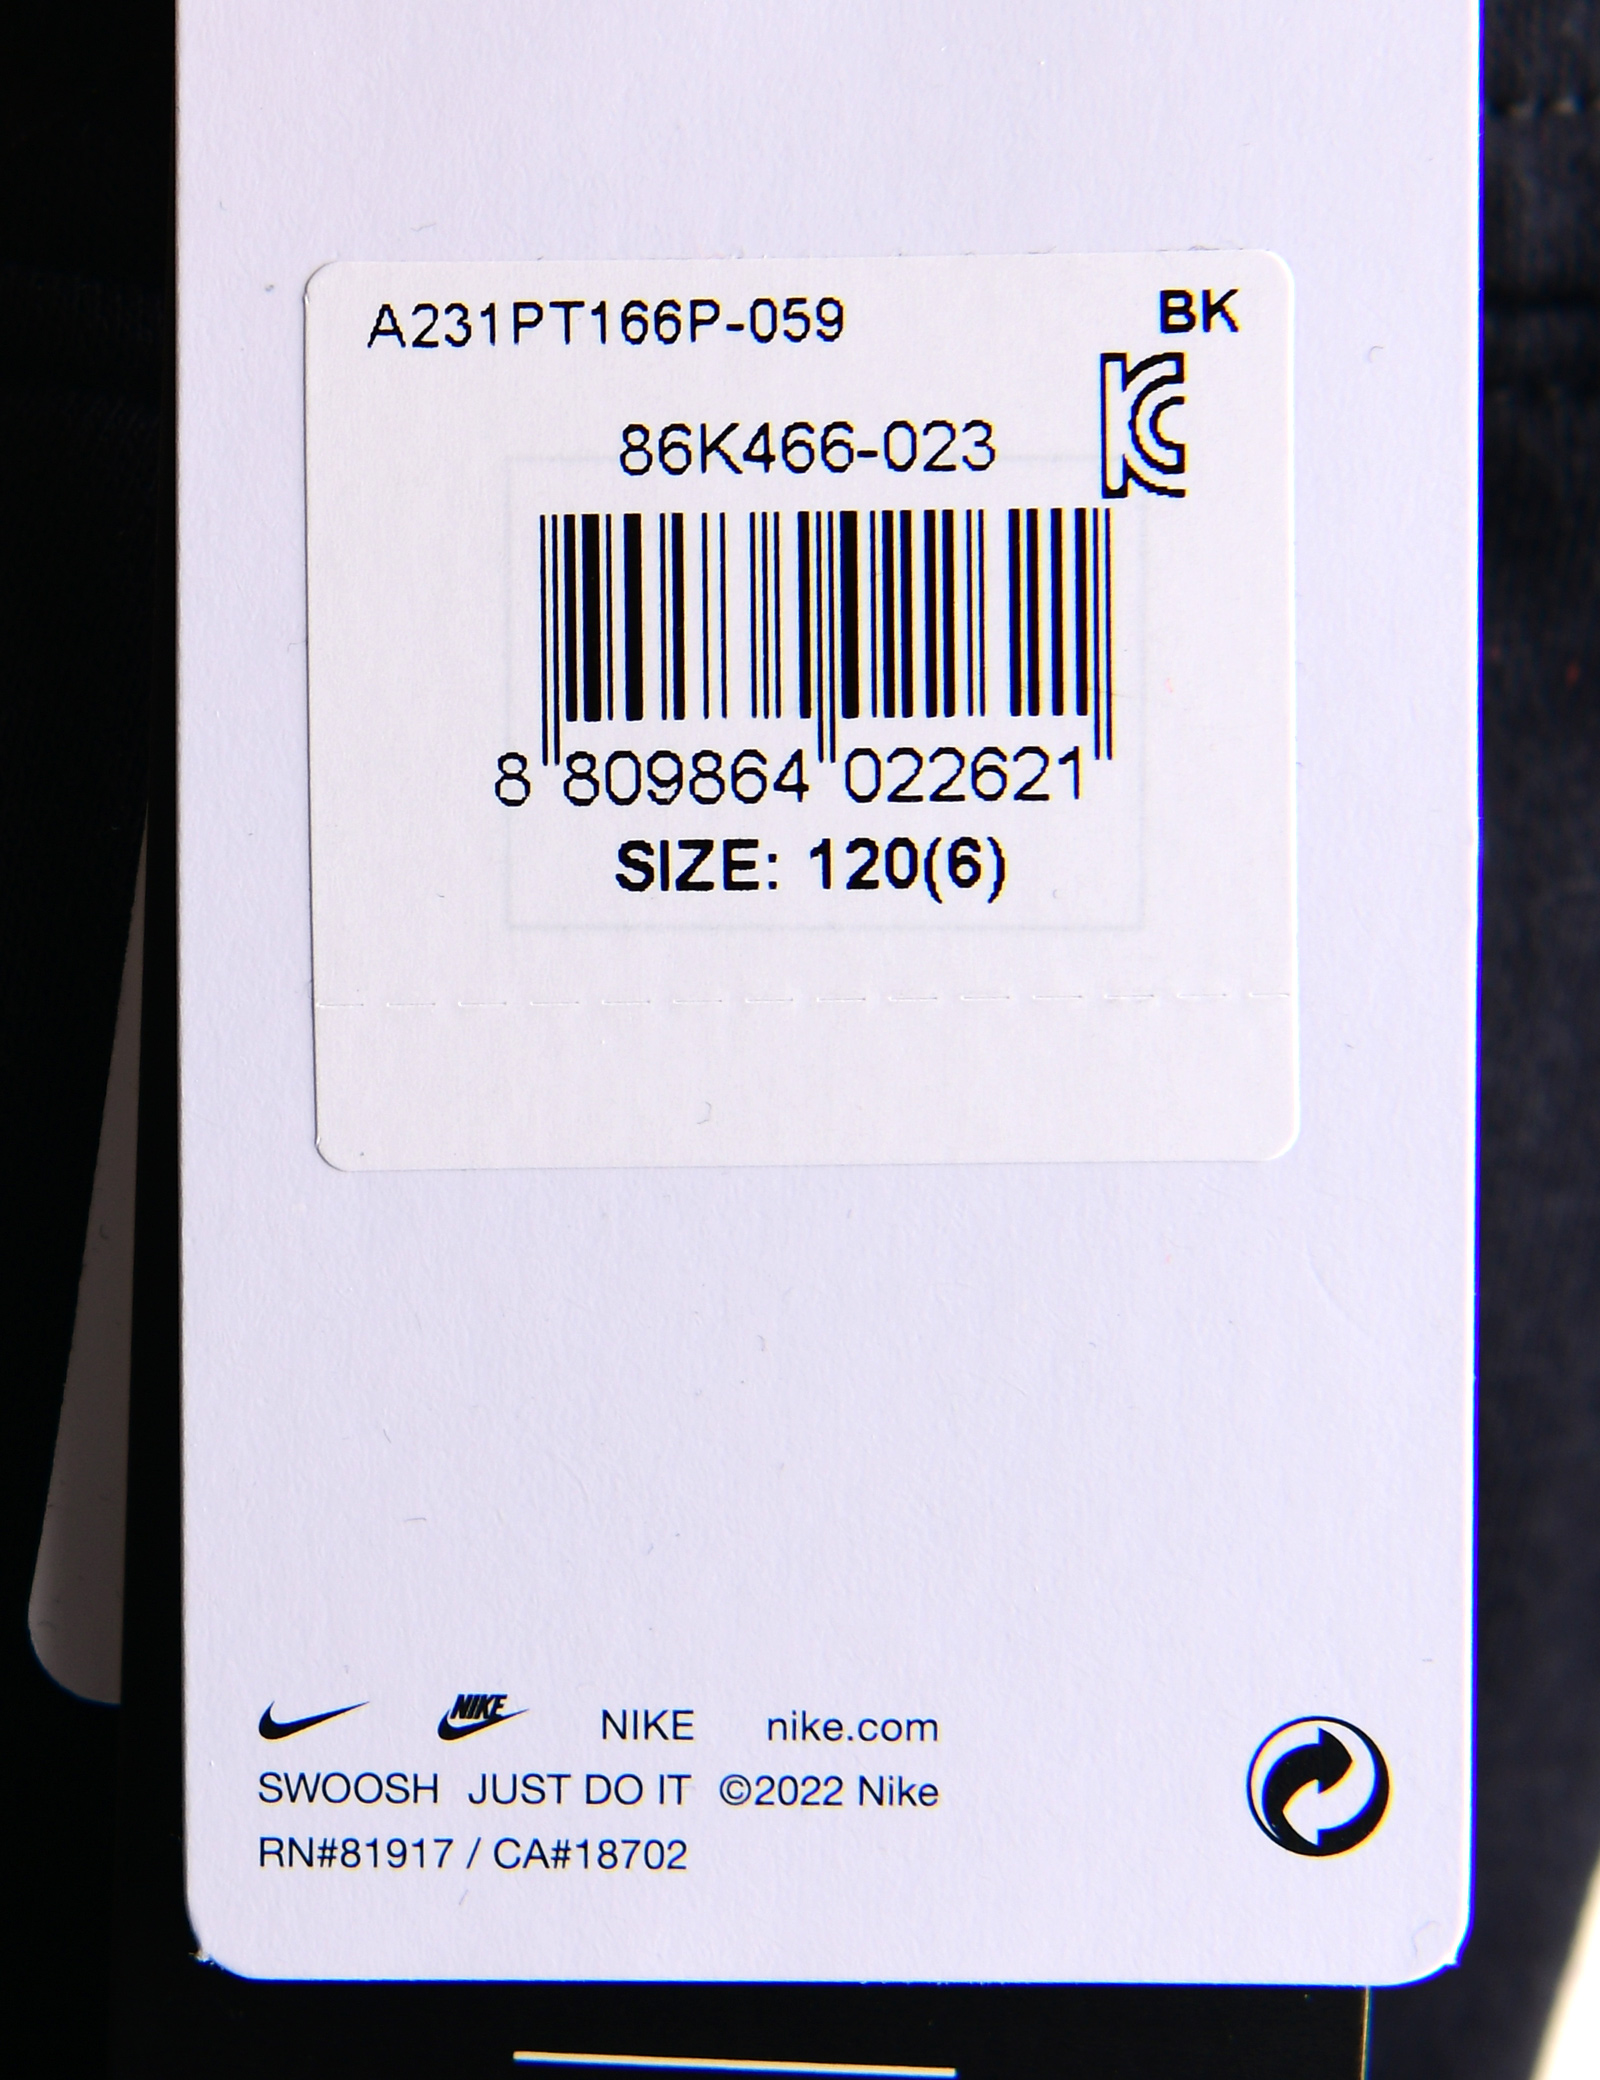 A231PT166P-059 BK
KC
86K466-023
8 809864 022621
SIZE: 120(6)
NIKE NIKE nike.com
SWOOSH JUST DO IT ©2022 Nike
RN#81917 / CA#18702